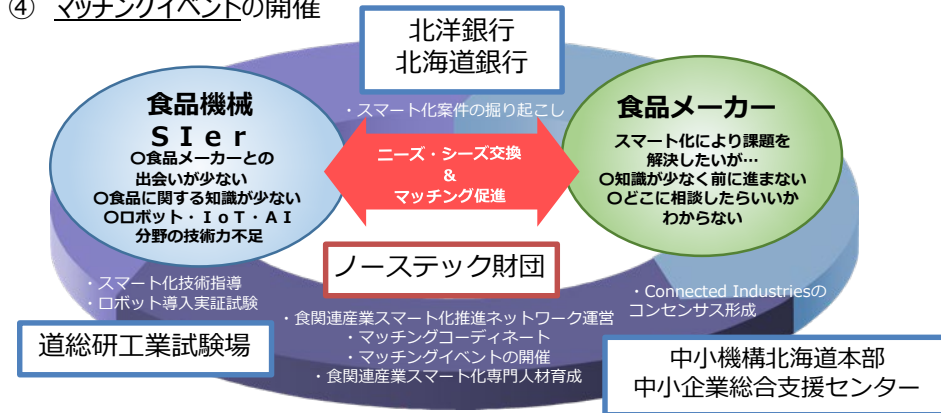 ④ マッチングイベントの開催
北洋銀行
北海道銀行
・スマート化案件の掘り起こし
食品機械
ＳＩｅｒ
○食品メーカーとの
出会いが少ない
○食品に関する知識が少ない
○ロボット・ＩｏＴ・ＡＩ
分野の技術力不足
ニーズ・シーズ交換
&
マッチング促進
食品メーカー
スマート化により課題を
解決したいが…
○知識が少なく前に進まない
○どこに相談したらいいか
わからない
ノーステック財団
・スマート化技術指導
・ロボット導入実証試験
道総研工業試験場
・食関連産業スマート化推進ネットワーク運営
・マッチングコーディネート
・マッチングイベントの開催
・食関連産業スマート化専門人材育成
・Connected Industriesの
コンセンサス形成
中小機構北海道本部
中小企業総合支援センター